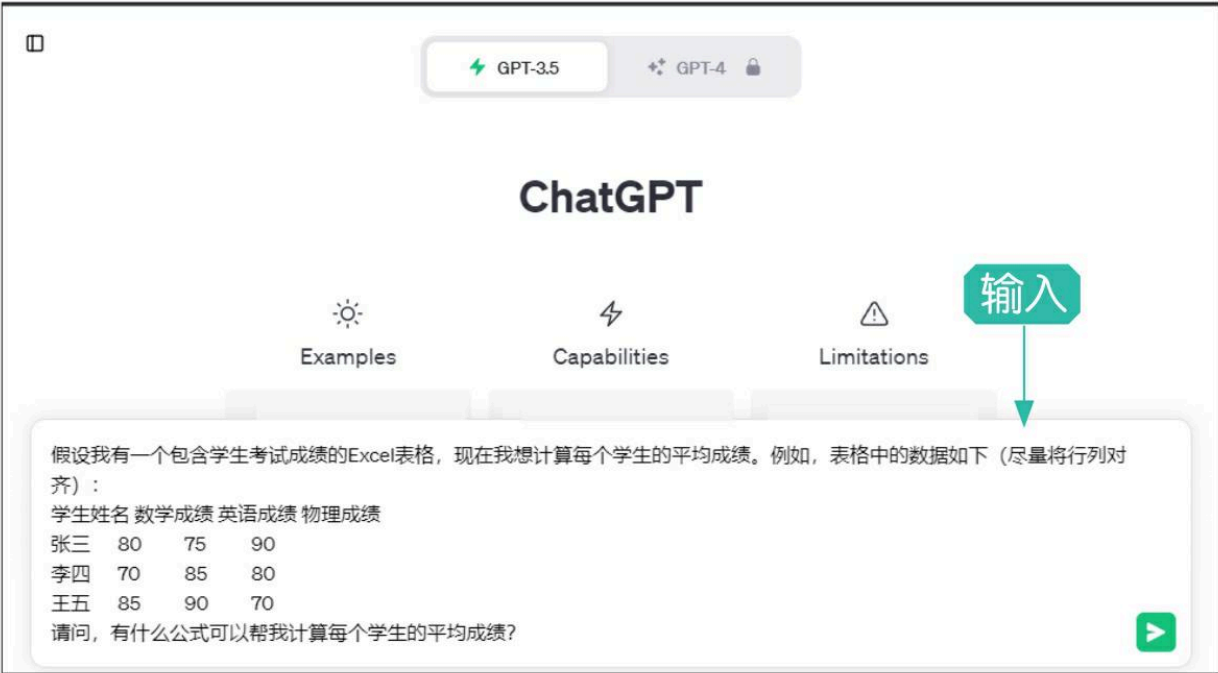 GPT-3.5 GPT-4
ChatGPT
输入
Examples Capabilities Limitations
假设我有一个包含学生考试成绩的Excel表格，现在我想计算每个学生的平均成绩。例如，表格中的数据如下（尽量将行列对
齐）:
学生姓名 数学成绩 英语成绩 物理成绩
张三 80 75 90
李四 70 85 80
王五 85 90 70
请问，有什么公式可以帮我计算每个学生的平均成绩?